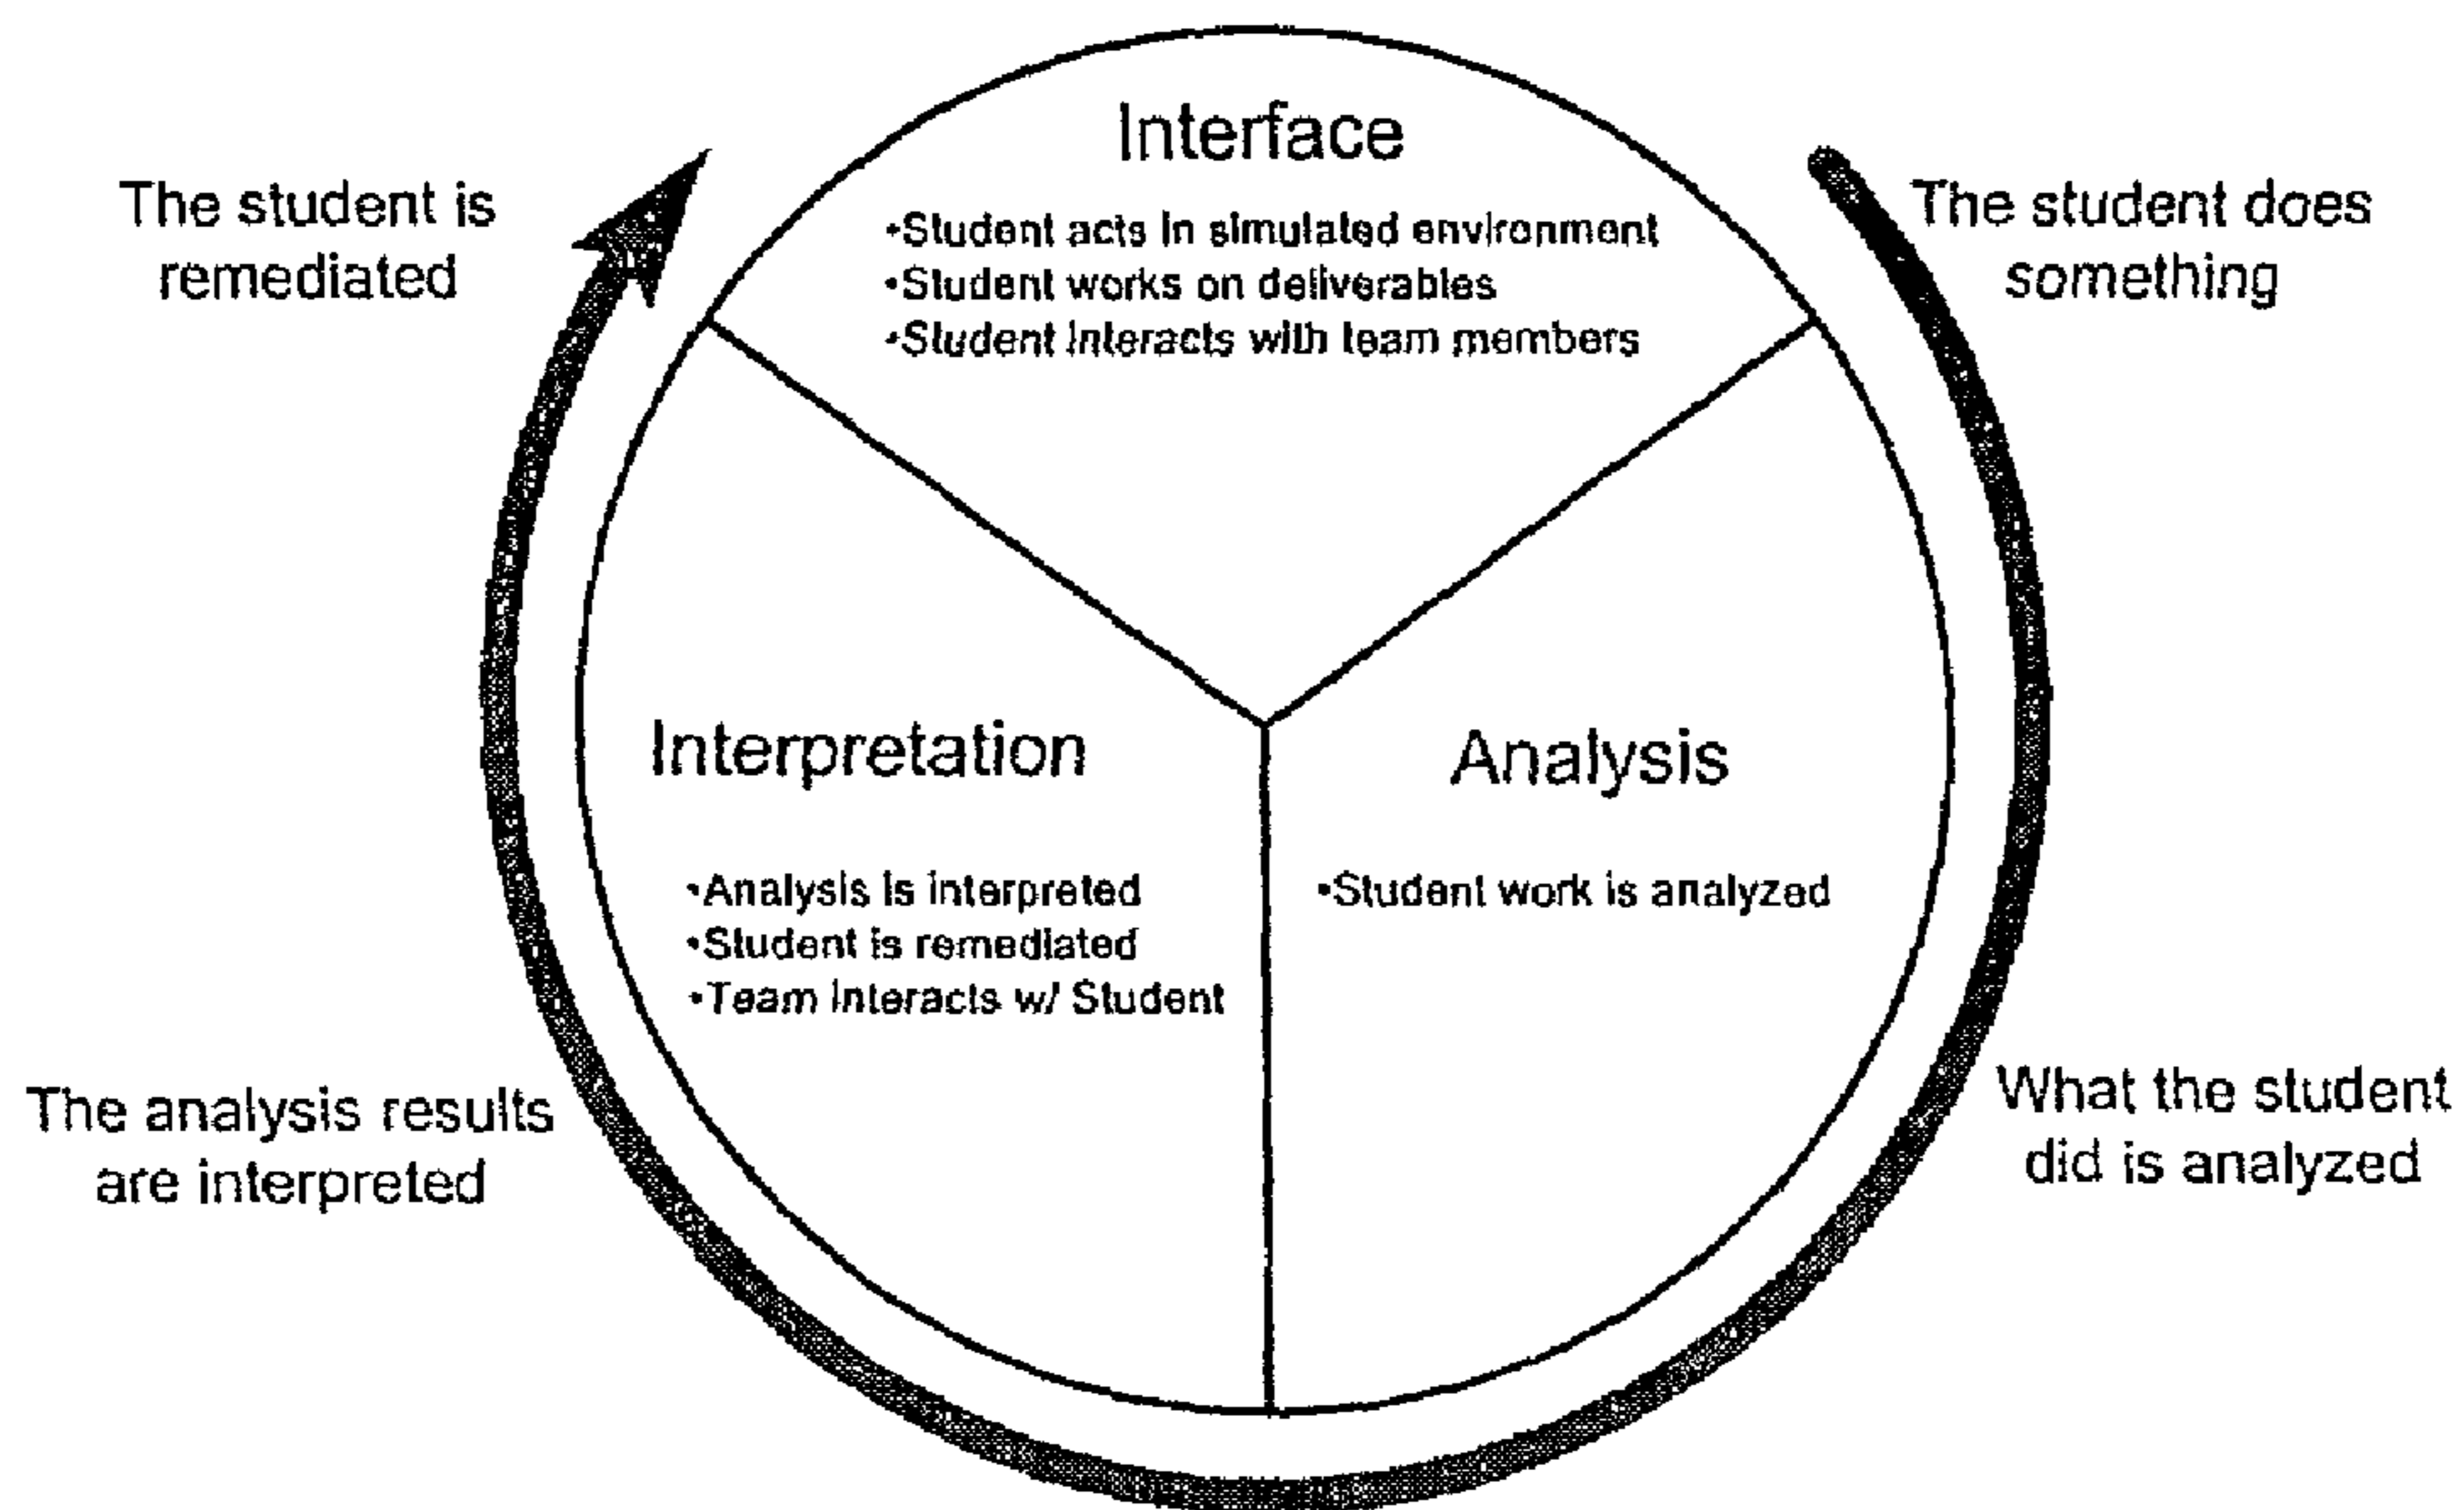 Interface
•Student acts in simulated environment
•Student works on deliverables
•Student interacts with team members
The student is
remediated
The student does
something
Interpretation
•Analysis is interpreted
•Student is remediated
•Team interacts w/ Student
Analysis
•Student work is analyzed
The analysis results
are interpreted
What the student
did is analyzed